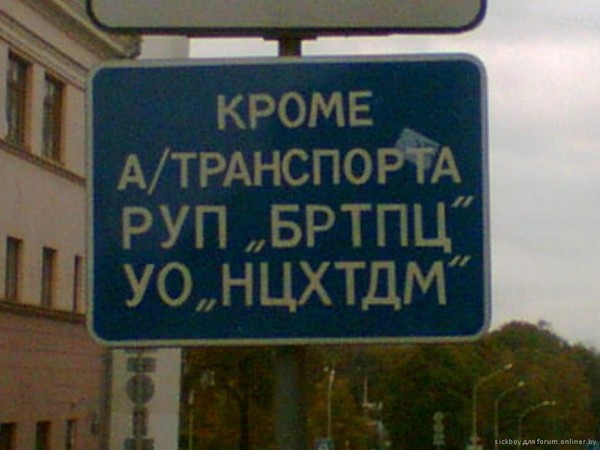 КРОМЕ
А/ТРАНСПОРТА
РУП „БРТПЦ“
УО „НЦХТДМ“
sickboy для forum.onliner.by